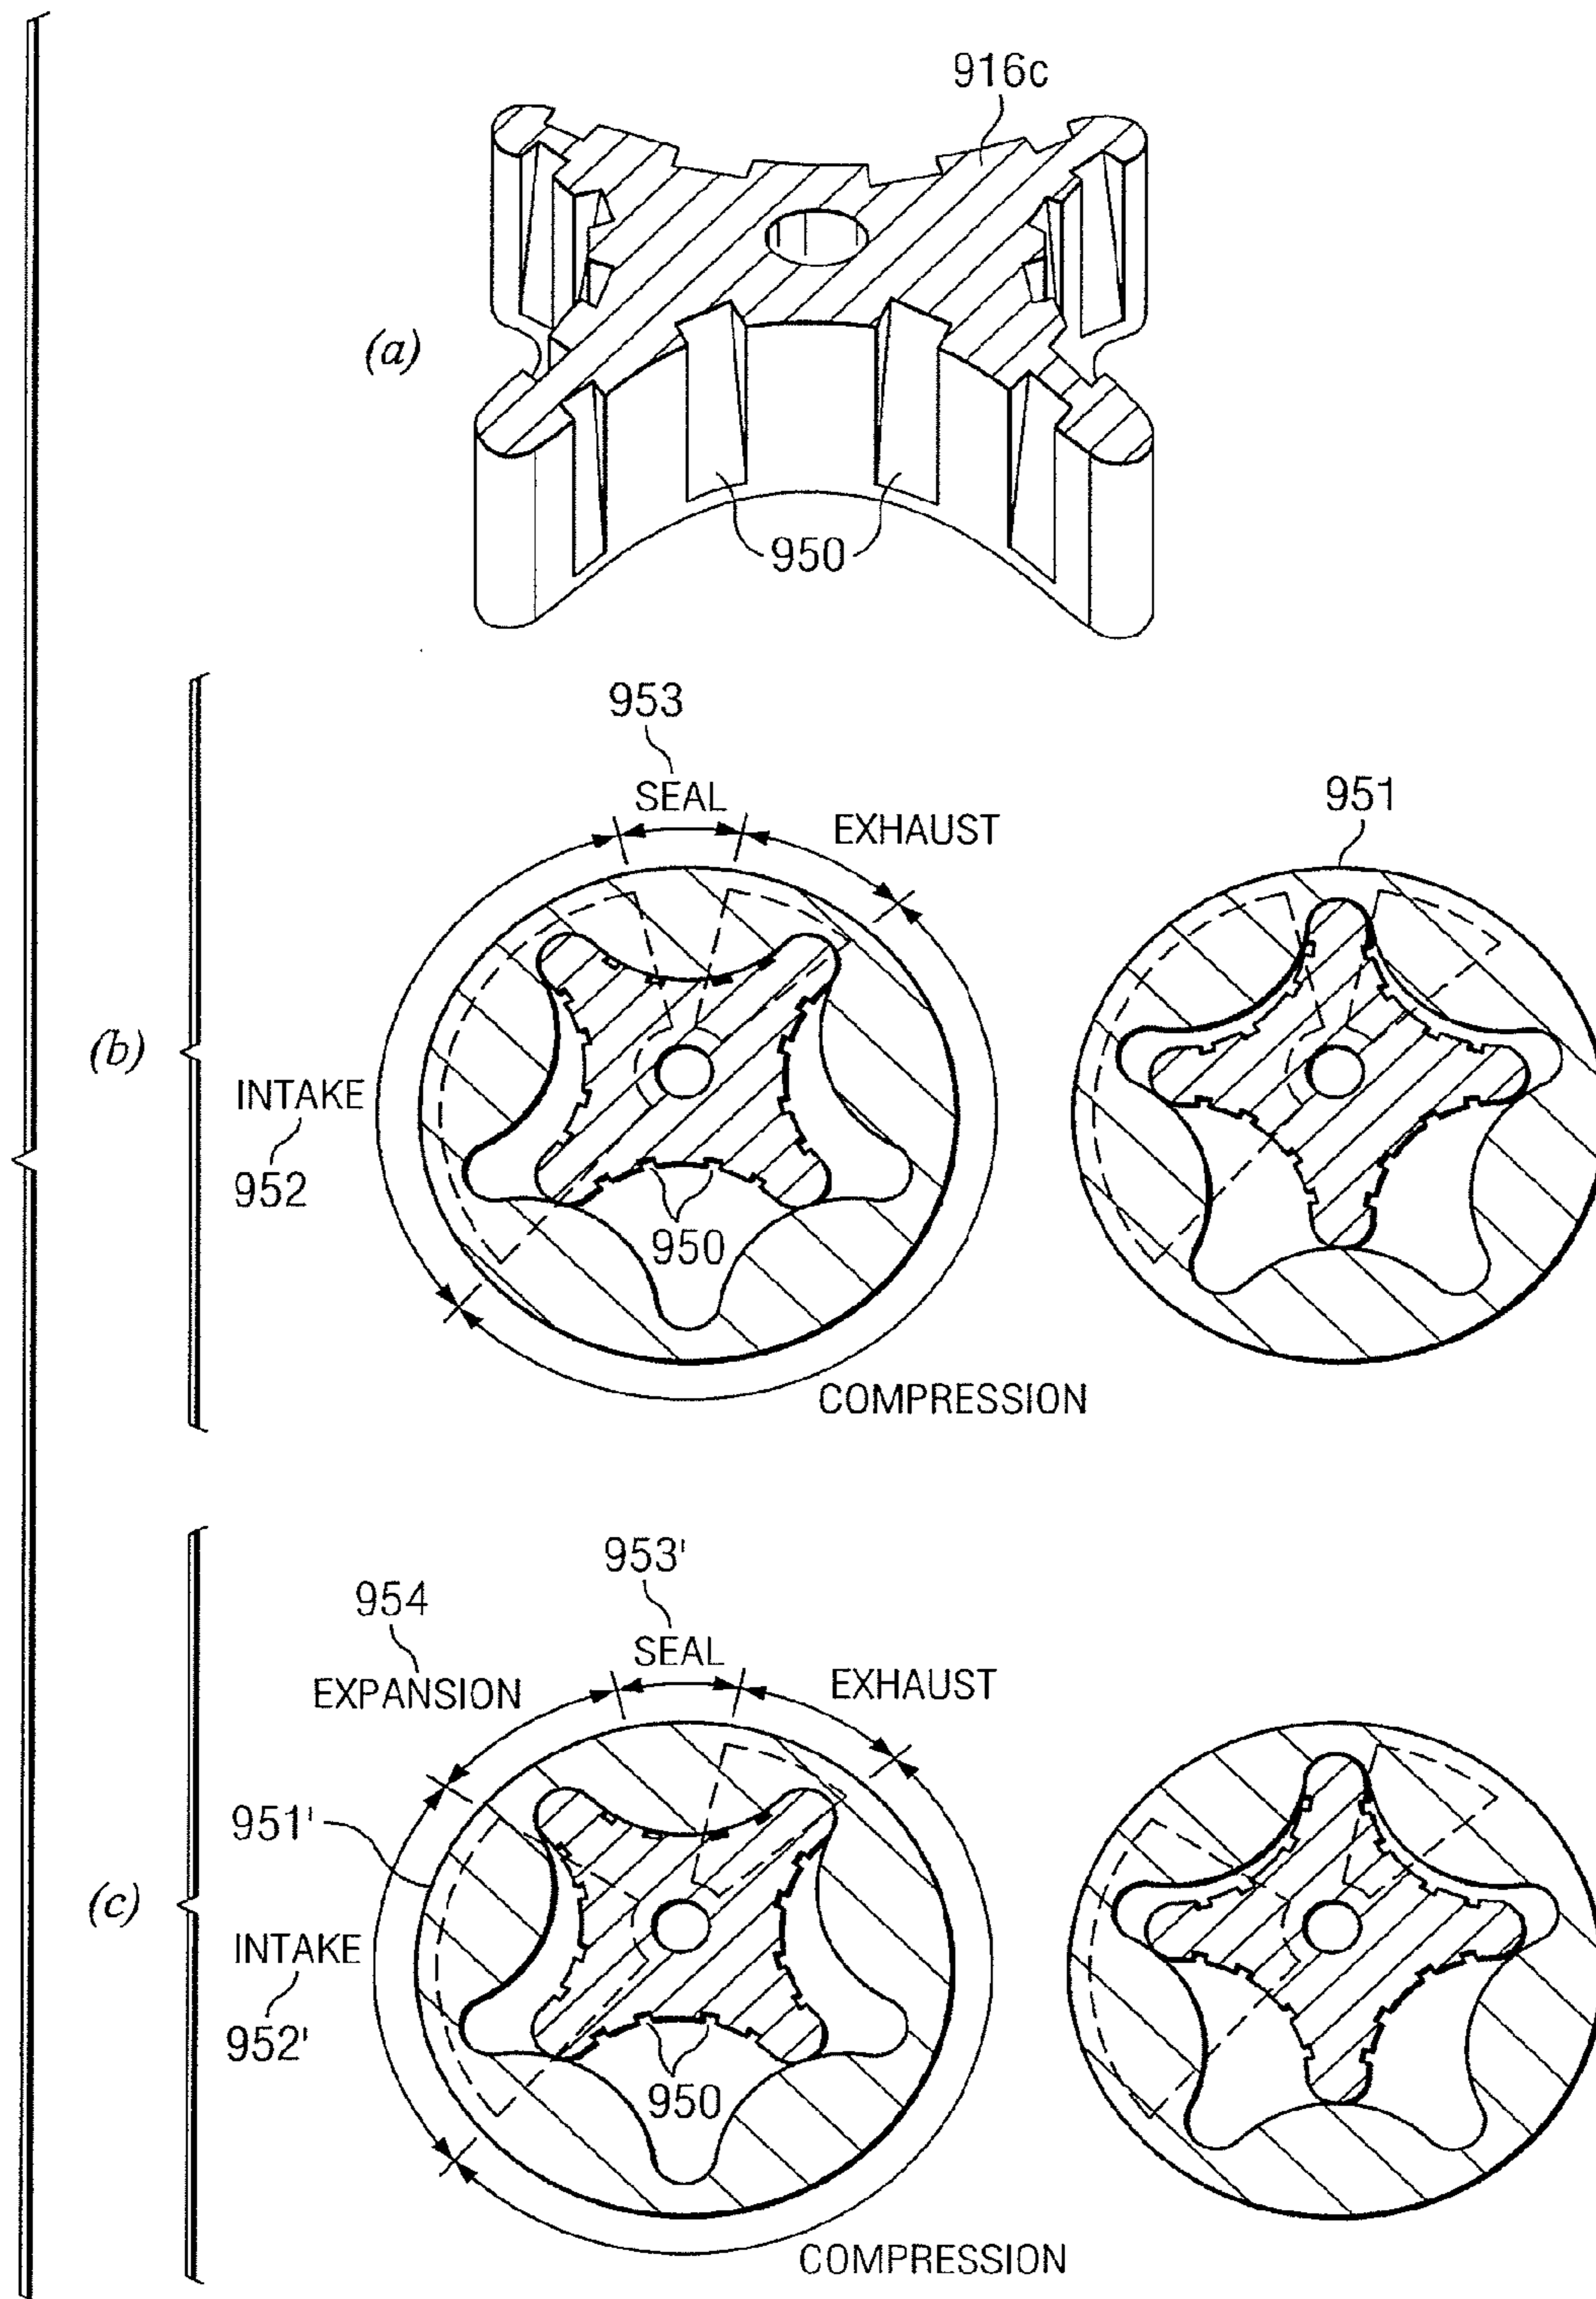 916c
(a)
950
953
SEAL
EXHAUST
951
(b)
INTAKE
952
950
COMPRESSION
953'
954
SEAL
EXPANSION
EXHAUST
951'
(c)
INTAKE
952'
950
COMPRESSION